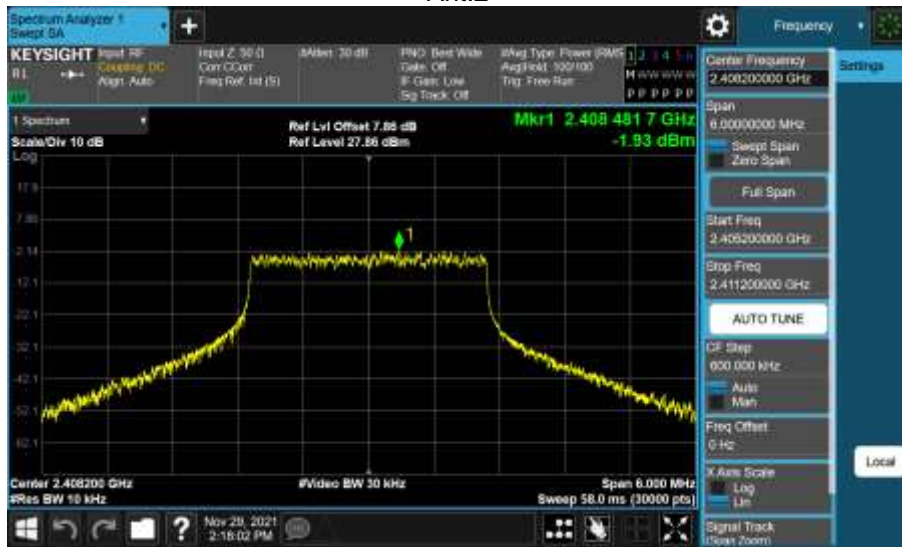 Ant2
Spectrum Analyzer 1
Swept SA
Frequency
KEYSIGHT Input: RF
Coupling: DC
Align: Auto
Input Z: 50 Ω
Corr CCorr
Freq Ref: Int (S)
#Atten: 30 dB
PNO: Best Wide
Gate: Off
IF Gain: Low
Sig Track: Off
#Avg Type: Power (RMS
Avg|Hold: 100/100
Trig: Free Run
1 2 3 4 5 6
M W W W W W
P P P P P P
Center Frequency
2.408200000 GHz
Settings
Span
6.00000000 MHz
Swept Span
Zero Span
Full Span
Start Freq
2.405200000 GHz
Stop Freq
2.411200000 GHz
AUTO TUNE
CF Step
600.000 kHz
Auto
Man
Freq Offset
0 Hz
X Axis Scale
Log
Lin
Signal Track
(Span Zoom)
Local
1 Spectrum
Scale/Div 10 dB
Log
Ref Lvl Offset 7.86 dB
Ref Level 27.86 dBm
Mkr1 2.408 481 7 GHz
-1.93 dBm
17.9
7.86
-2.14
-12.1
-22.1
-32.1
-42.1
-52.1
-62.1
1
Center 2.408200 GHz
#Res BW 10 kHz
#Video BW 30 kHz
Span 6.000 MHz
Sweep 58.0 ms (30000 pts)
Nov 29, 2021
2:18:02 PM